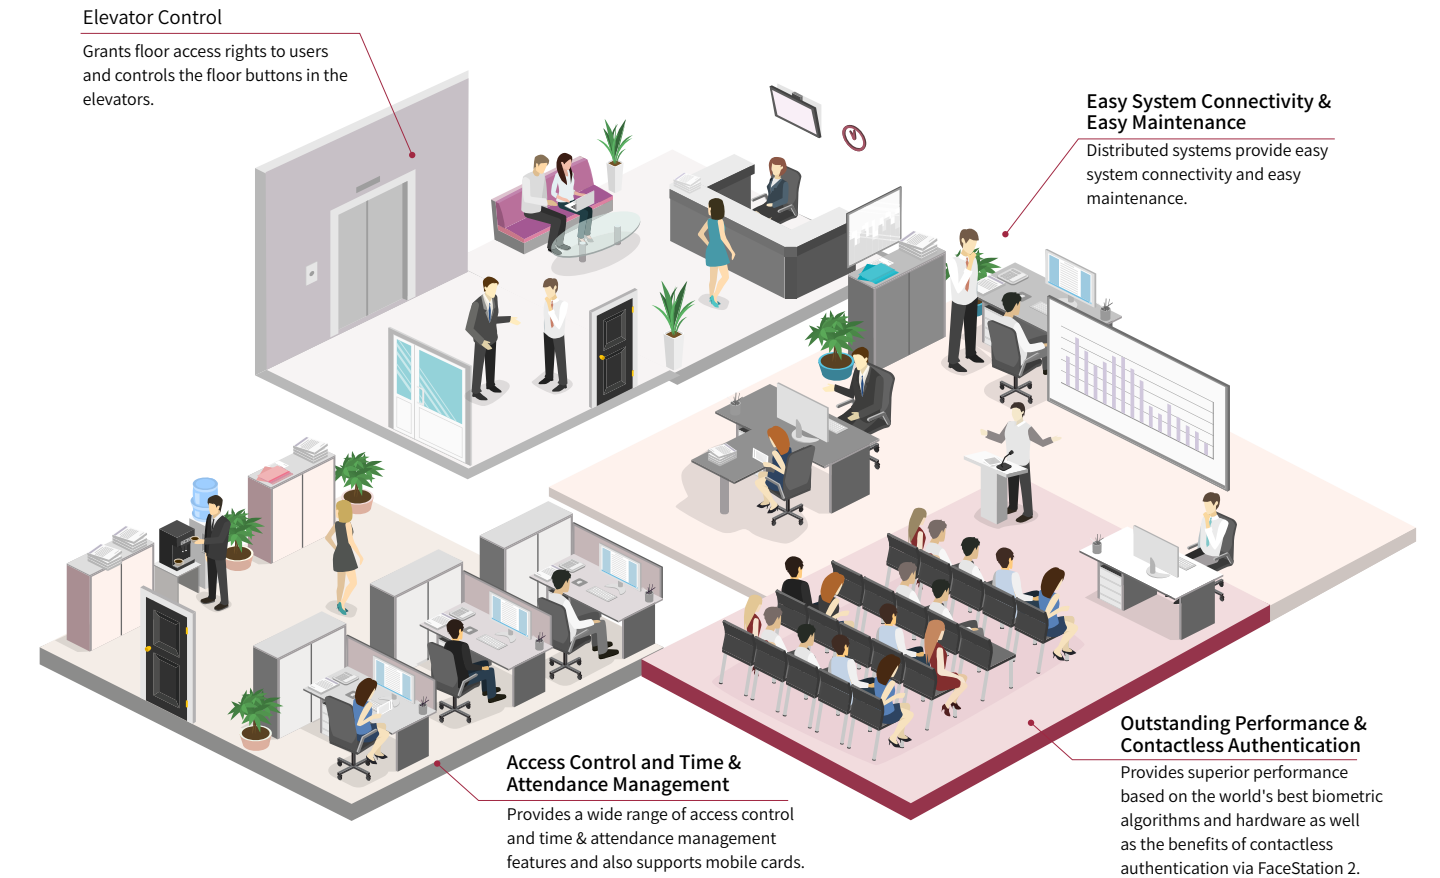 Elevator Control
Grants floor access rights to users
and controls the floor buttons in the
elevators.
Easy System Connectivity &
Easy Maintenance
Distributed systems provide easy
system connectivity and easy
maintenance.
Access Control and Time &
Attendance Management
Provides a wide range of access control
and time & attendance management
features and also supports mobile cards.
Outstanding Performance &
Contactless Authentication
Provides superior performance
based on the world's best biometric
algorithms and hardware as well
as the benefits of contactless
authentication via FaceStation 2.